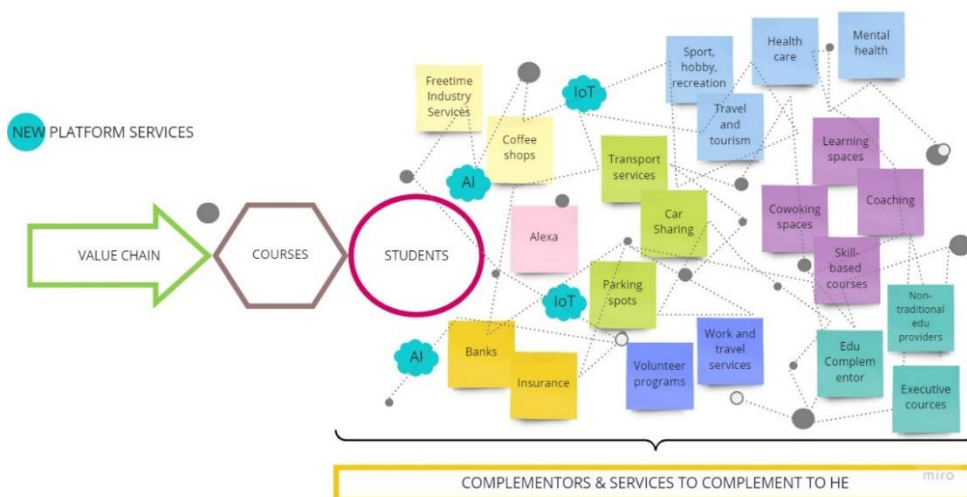 NEW PLATFORM SERVICES
VALUE CHAIN
COURSES
STUDENTS
Freetime
Industry
Services
Coffee
shops
IoT
AI
Sport,
hobby,
recreation
Health
care
Mental
health
Travel
and
tourism
Transport
services
Car
Sharing
Parking
spots
Alexa
IoT
AI
Banks
Insurance
Volunteer
programs
Work and
travel
services
Learning
spaces
Coaching
Cowoking
spaces
Skill-
based
courses
Non-
traditional
edu
providers
Edu
Complem
entor
Executive
cources
COMPLEMENTORS & SERVICES TO COMPLEMENT TO HE
miro